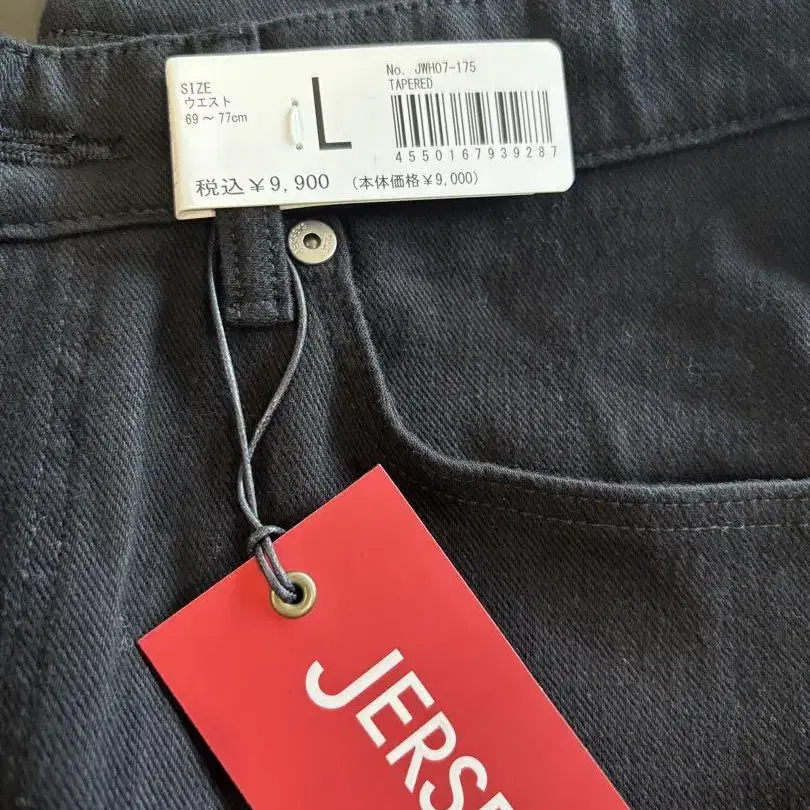 SIZE
ウエスト
69～77cm
L
No. JWH07-175
TAPERED
4550167939287
税込¥9,900 (本体価格¥9,000)
JERSE